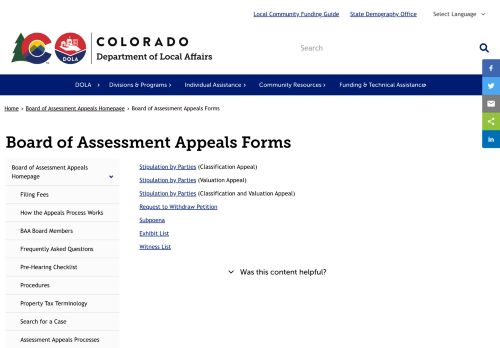 Local Community Funding Guide State Demography Office Select Language
COLORADO
Department of Local Affairs
DOLA
Search
DOLA Divisions & Programs Individual Assistance Community Resources Funding & Technical Assistance
Home › Board of Assessment Appeals Homepage › Board of Assessment Appeals Forms
Board of Assessment Appeals Forms
Board of Assessment Appeals Homepage
Filing Fees
How the Appeals Process Works
BAA Board Members
Frequently Asked Questions
Pre-Hearing Checklist
Procedures
Property Tax Terminology
Search for a Case
Assessment Appeals Processes
Stipulation by Parties (Classification Appeal)
Stipulation by Parties (Valuation Appeal)
Stipulation by Parties (Classification and Valuation Appeal)
Request to Withdraw Petition
Subpoena
Exhibit List
Witness List
Was this content helpful?